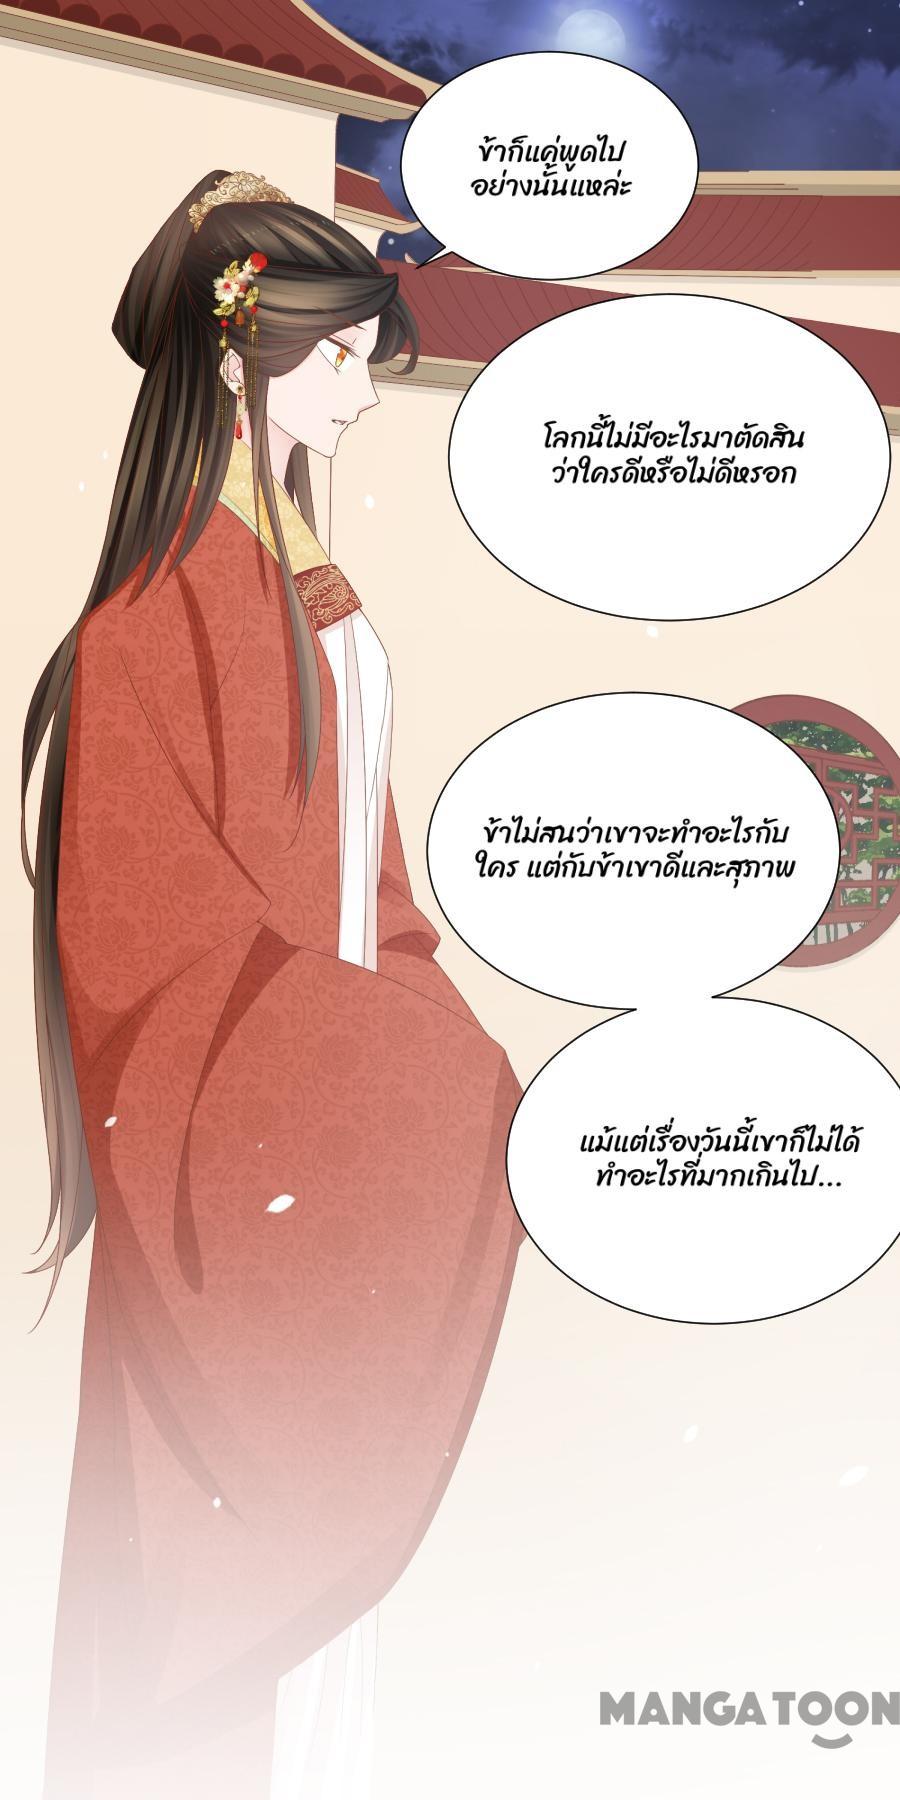 ข้าก็แค่พูดไป
อย่างนั้นแหล่ะ
โลกนี้ไม่มีอะไรมาตัดสิน
ว่าใครดีหรือไม่ดีหรอก
ข้าไม่สนว่าเขาจะทำอะไรกับ
ใคร แต่กับข้าเขาดีและสุภาพ
แม้แต่เรื่องวันนี้เขาก็ไม่ได้
ทำอะไรที่มากเกินไป...
MANGATOON